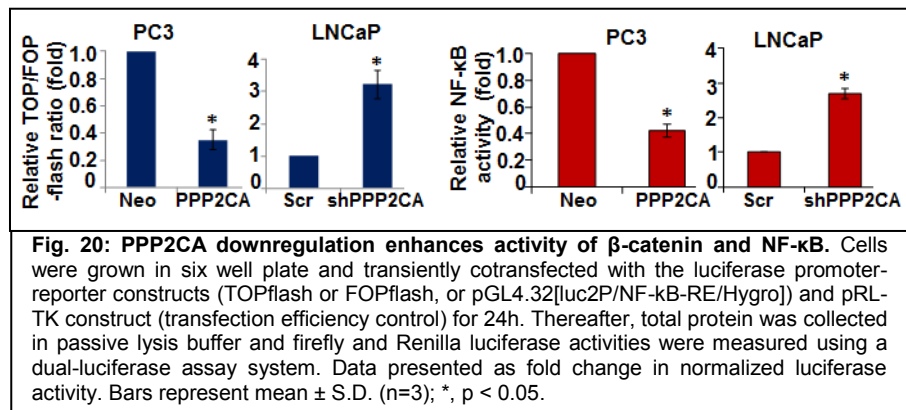 PC3
LNCaP
Relative TOP/FOP
-flash ratio (fold)
1.0
0.8
0.6
0.4
0.2
0
*
Neo PPP2CA
4
3
2
1
0
*
Scr shPPP2CA
PC3
LNCaP
Relative NF-κB
activity (fold)
1.0
0.8
0.6
0.4
0.2
0
*
Neo PPP2CA
4
3
2
1
0
*
Scr shPPP2CA
Fig. 20: PPP2CA downregulation enhances activity of β-catenin and NF-κB. Cells
were grown in six well plate and transiently cotransfected with the luciferase promoter-
reporter constructs (TOPflash or FOPflash, or pGL4.32[luc2P/NF-kB-RE/Hygro]) and pRL-
TK construct (transfection efficiency control) for 24h. Thereafter, total protein was collected
in passive lysis buffer and firefly and Renilla luciferase activities were measured using a
dual-luciferase assay system. Data presented as fold change in normalized luciferase
activity. Bars represent mean ± S.D. (n=3); *, p < 0.05.